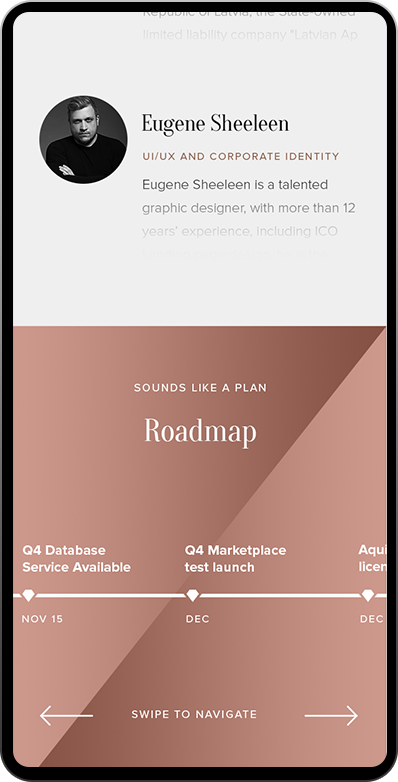 Republic of Latvia, the State-owned
limited liability company "Latvian Ap
Eugene Sheeleen
UI/UX AND CORPORATE IDENTITY
Eugene Sheeleen is a talented
graphic designer, with more than 12
years' experience, including ICO
SOUNDS LIKE A PLAN
Roadmap
Q4 Database
Service Available
Q4 Marketplace
test launch
Aqui
licen
NOV 15
DEC
DEC
SWIPE TO NAVIGATE